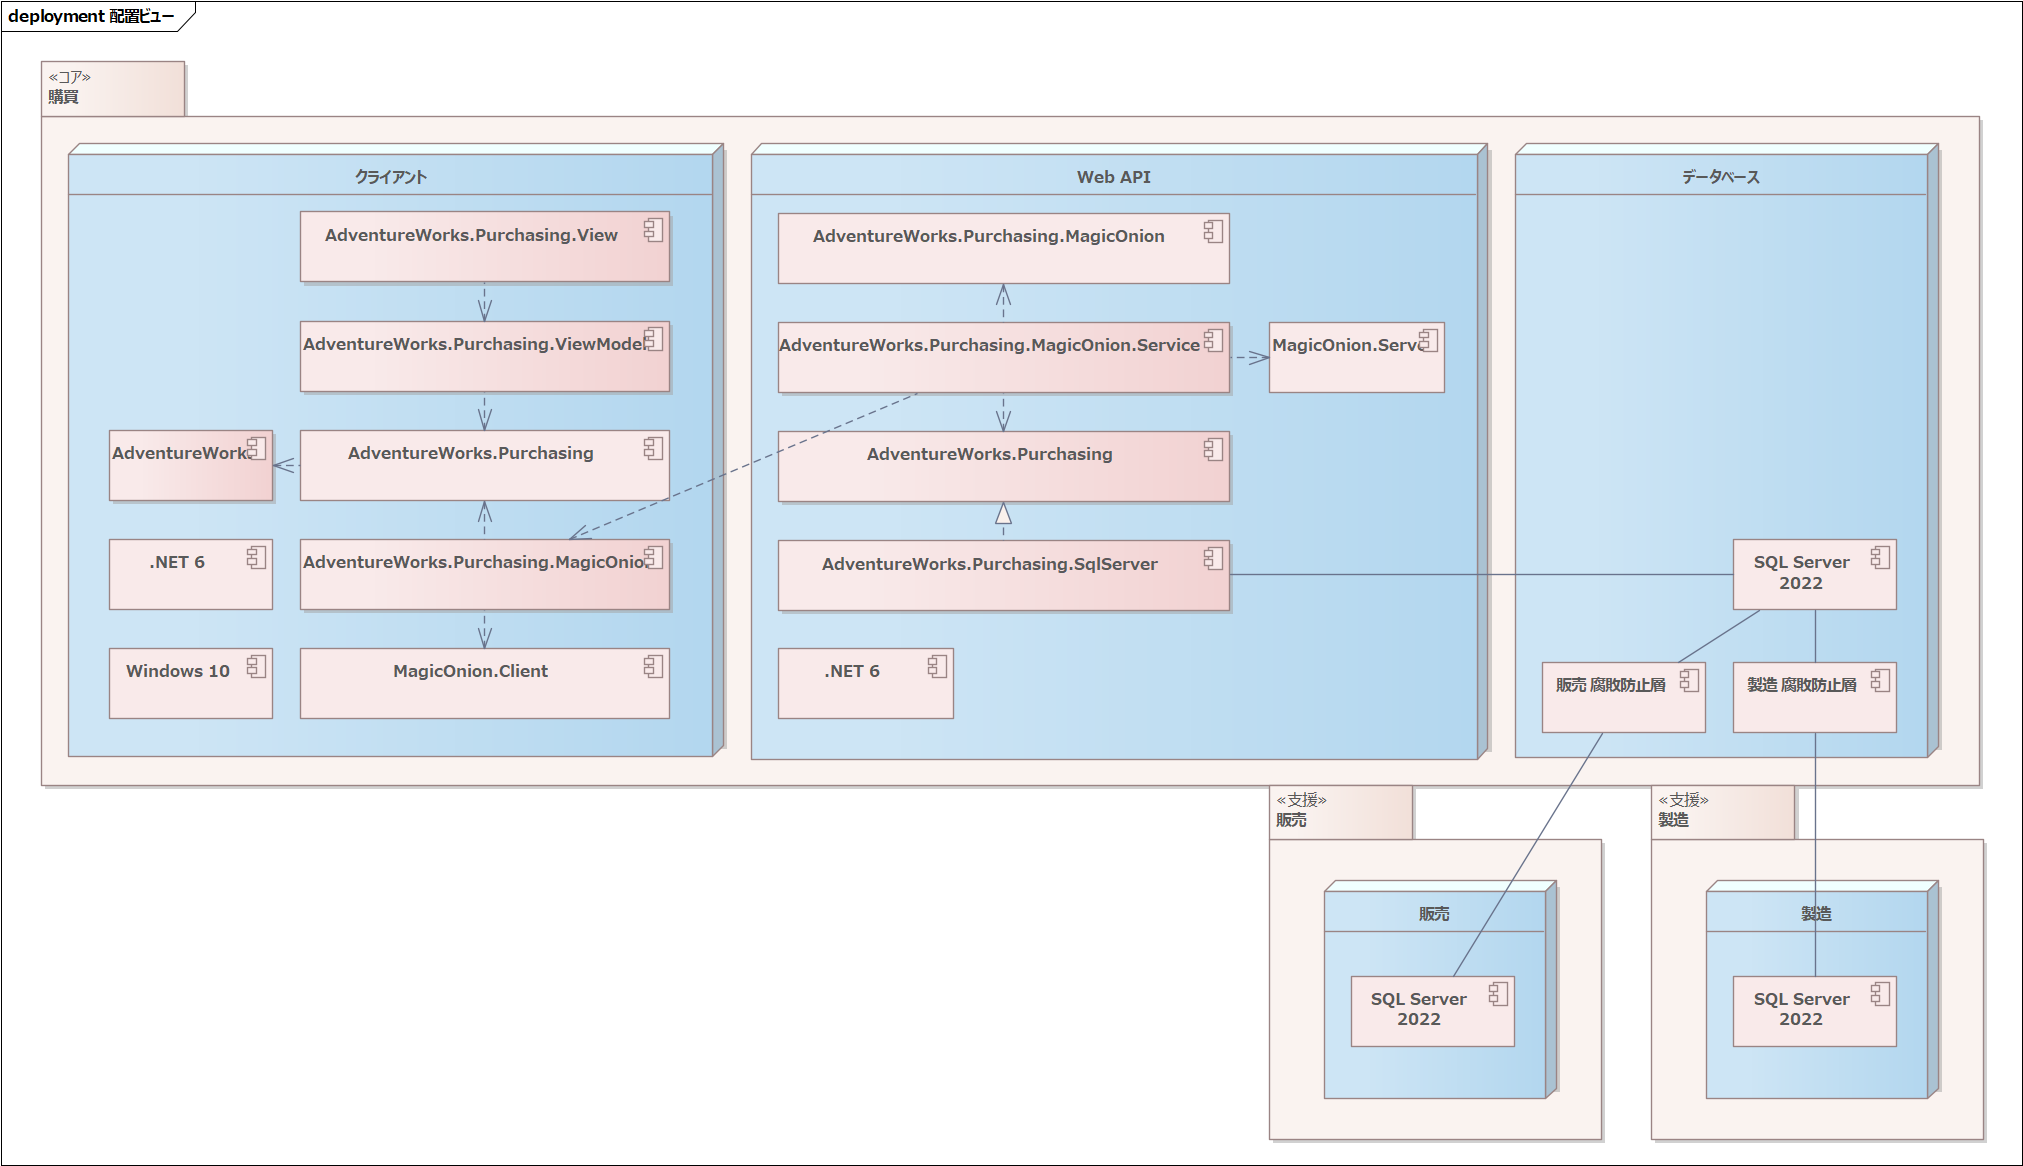 deployment 配置ビュー
«コア»
購買
クライアント
AdventureWorks.Purchasing.View
AdventureWorks.Purchasing.ViewModel
AdventureWorks
AdventureWorks.Purchasing
.NET 6
AdventureWorks.Purchasing.MagicOnio
Windows 10
MagicOnion.Client
Web API
AdventureWorks.Purchasing.MagicOnion
AdventureWorks.Purchasing.MagicOnion.Service
MagicOnion.Serve
AdventureWorks.Purchasing
AdventureWorks.Purchasing.SqlServer
.NET 6
データベース
SQL Server
2022
販売 腐敗防止層
製造 腐敗防止層
«支援»
販売
販売
SQL Server
2022
«支援»
製造
製造
SQL Server
2022